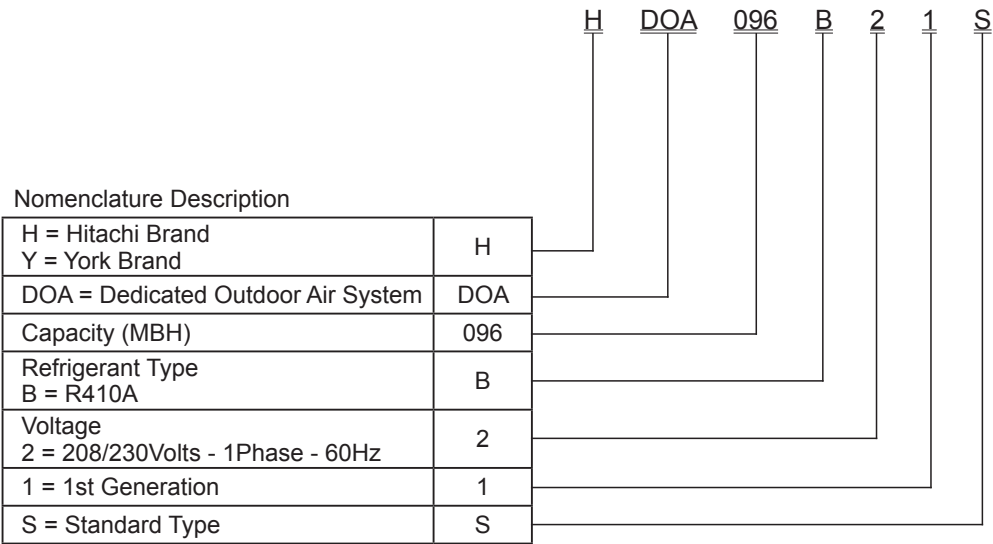 H DOA 096 B 2 1 S
Nomenclature Description
H = Hitachi Brand
Y = York Brand
H
DOA = Dedicated Outdoor Air System
DOA
Capacity (MBH)
096
Refrigerant Type
B = R410A
B
Voltage
2 = 208/230Volts - 1Phase - 60Hz
2
1 = 1st Generation
1
S = Standard Type
S